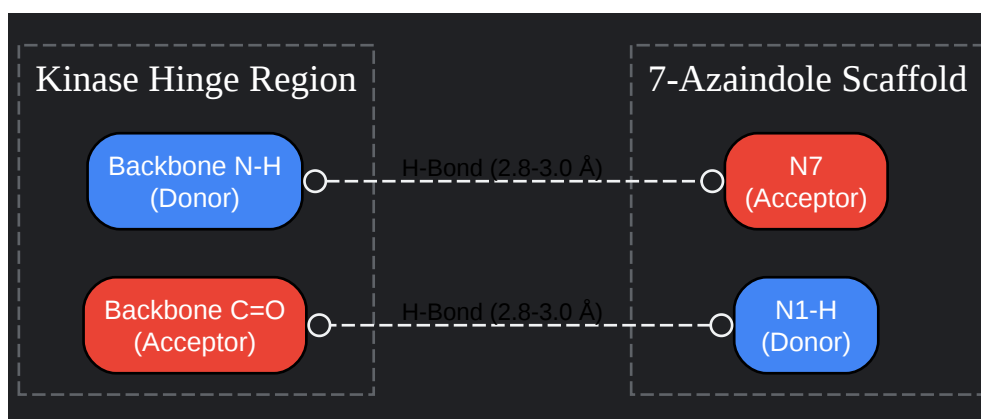 Kinase Hinge Region
7-Azaindole Scaffold
Backbone N-H
(Donor)
H-Bond (2.8-3.0 Å)
N7
(Acceptor)
Backbone C=O
(Acceptor)
H-Bond (2.8-3.0 Å)
N1-H
(Donor)